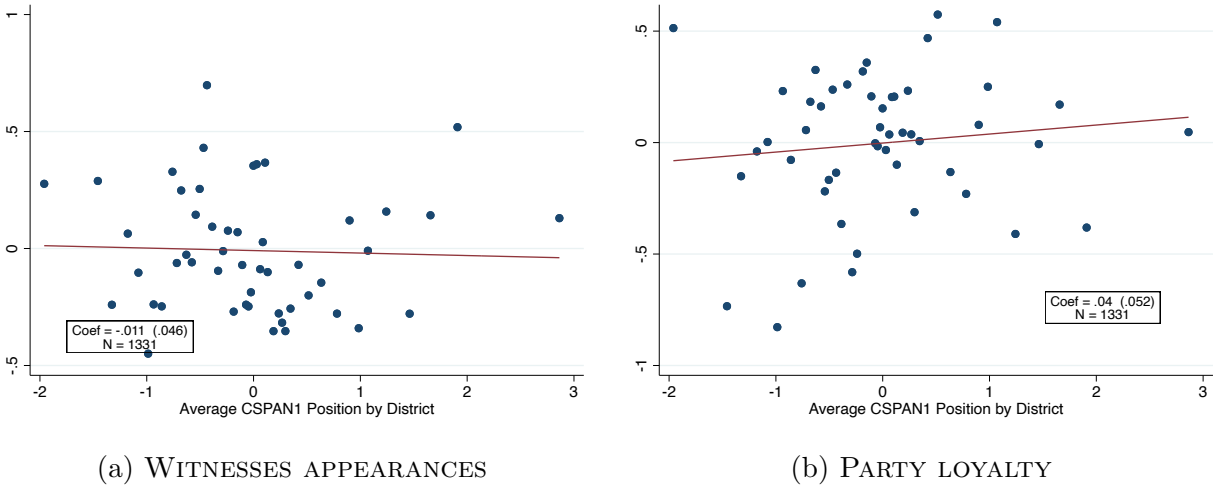 1
.5
0
-.5
Coef = -.011 (.046)
N = 1331
-2
-1
0
1
2
3
Average CSPAN1 Position by District
(a) Witnesses appearances
.5
0
-.5
-1
Coef = .04 (.052)
N = 1331
-2
-1
0
1
2
3
Average CSPAN1 Position by District
(b) Party loyalty